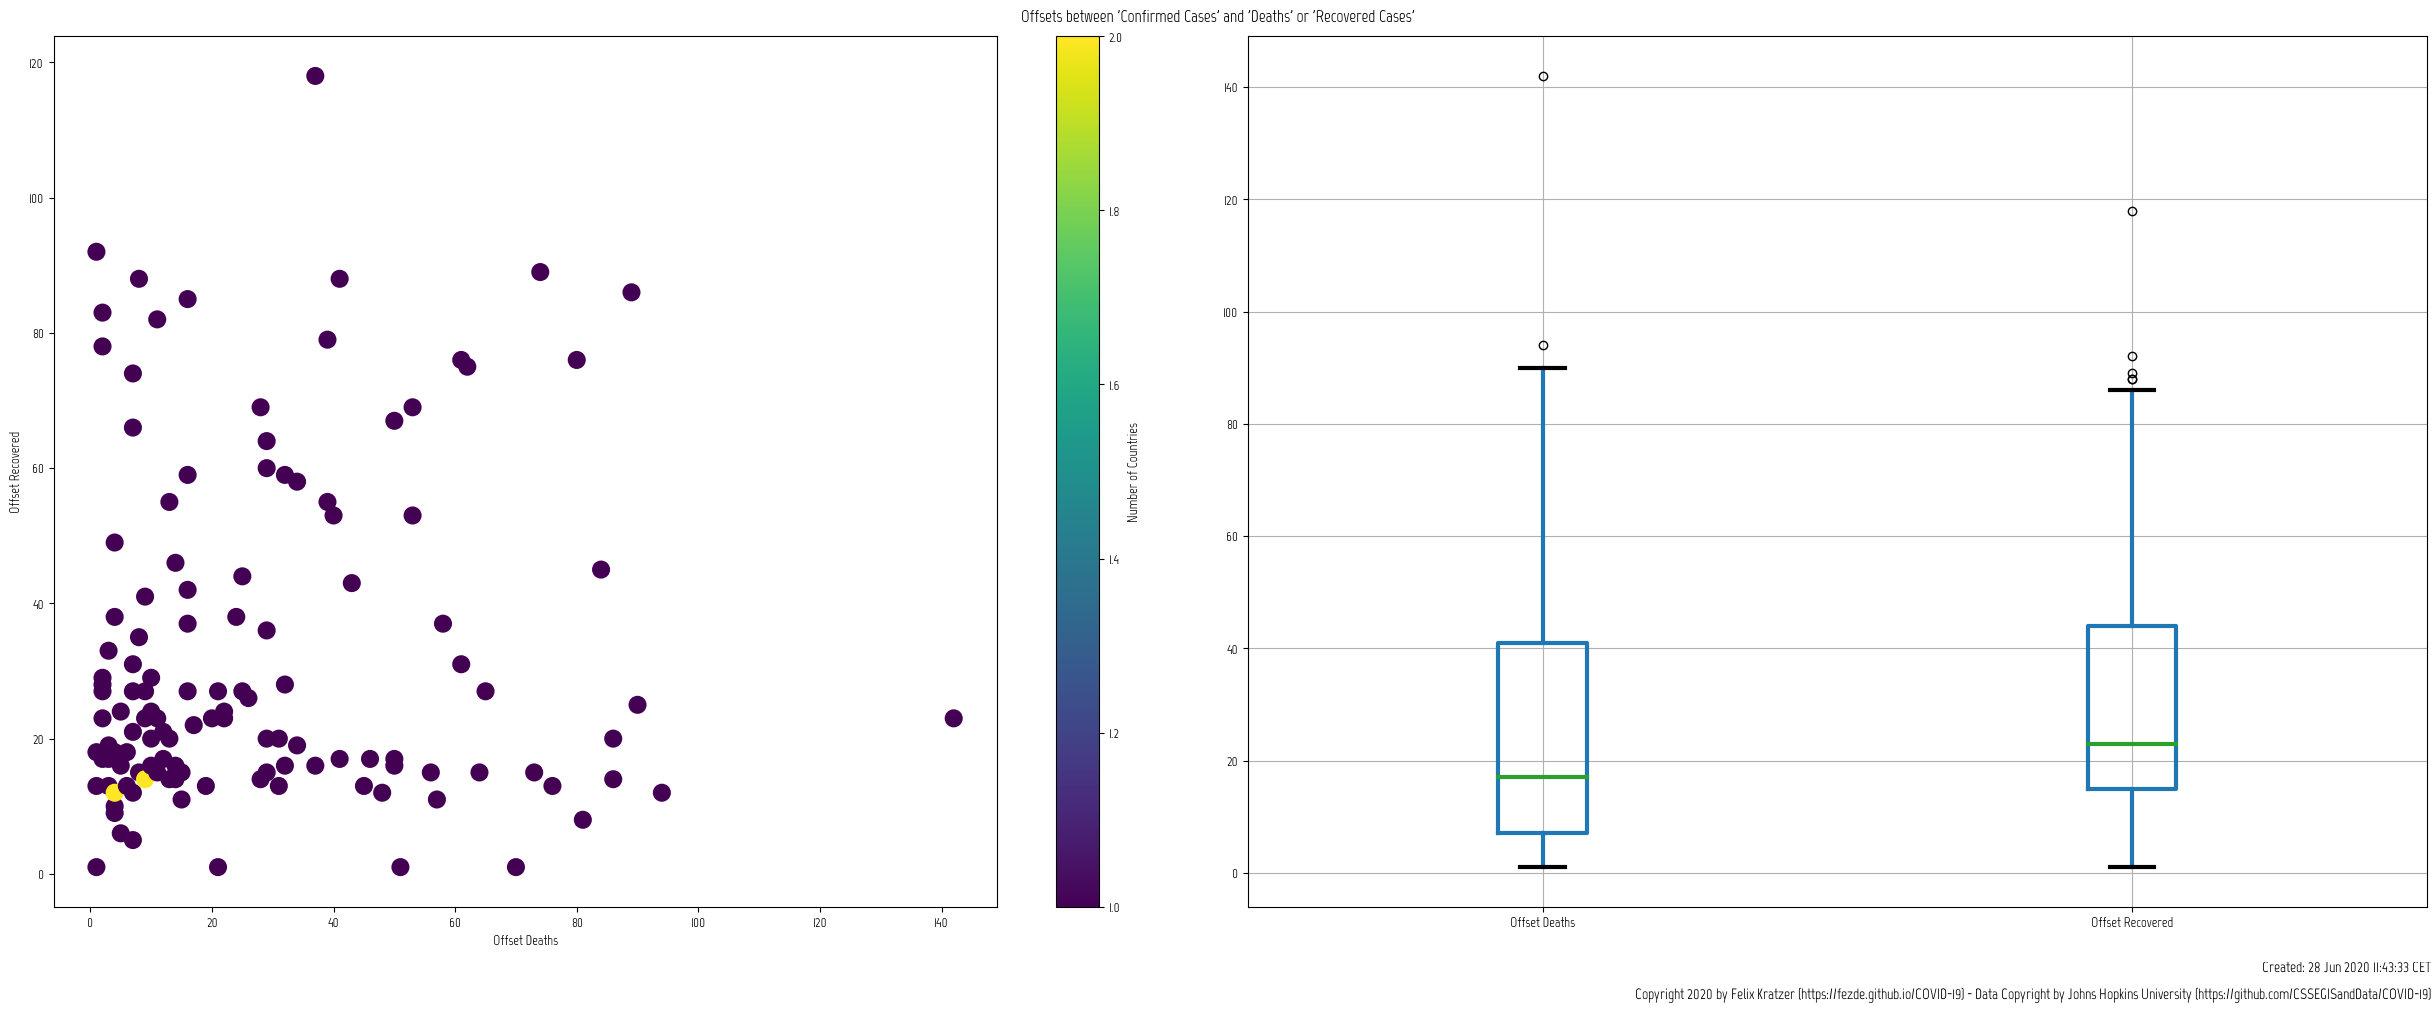 Offsets between 'Confirmed Cases' and 'Deaths' or 'Recovered Cases'
120
100
80
60
40
20
0
Offset Recovered
0 20 40 60 80 100 120 140
Offset Deaths
2.0
1.8
1.6
1.4
1.2
1.0
Number of Countries
140
120
100
80
60
40
20
0
Offset Deaths Offset Recovered
Created: 28 Jun 2020 11:43:33 CET
Copyright 2020 by Felix Kratzer (https://fezde.github.io/COVID-19) - Data Copyright by Johns Hopkins University (https://github.com/CSSEGISandData/COVID-19)